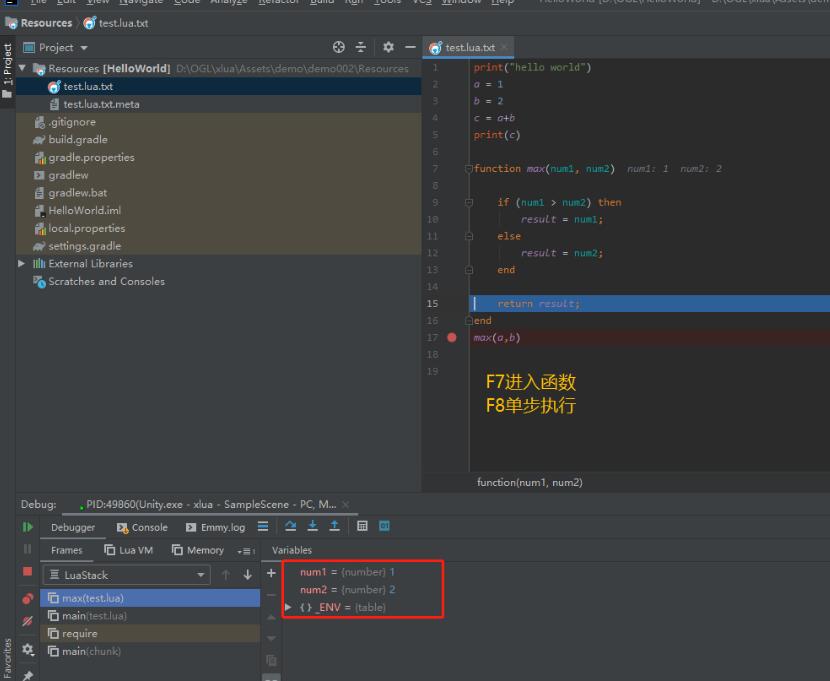 File Edit View Navigate Code Analyze Refactor Build Run Tools VCS Window Help
Resources test.lua.txt
1: Project
Project
Resources [HelloWorld] D:\OGL\xlua\Assets\demo\demo002\Resources
test.lua.txt
test.lua.txt.meta
.gitignore
build.gradle
gradle.properties
gradlew
gradlew.bat
HelloWorld.iml
local.properties
settings.gradle
External Libraries
Scratches and Consoles
test.lua.txt
1 print("hello world")
2 a = 1
3 b = 2
4 c = a+b
5 print(c)
6
7 function max(num1, num2) num1: 1 num2: 2
8
9 if (num1 > num2) then
10 result = num1;
11 else
12 result = num2;
13 end
14
15 return result;
16 end
17 max(a,b)
18
19
F7进入函数
F8单步执行
function(num1, num2)
Debug: PID:49860(Unity.exe - xlua - SampleScene - PC, M...
Debugger Console Emmy.log
Frames Lua VM Memory
LuaStack
max(test.lua)
main(test.lua)
require
main(chunk)
Variables
num1 = {number} 1
num2 = {number} 2
_ENV = {table}
Favorites